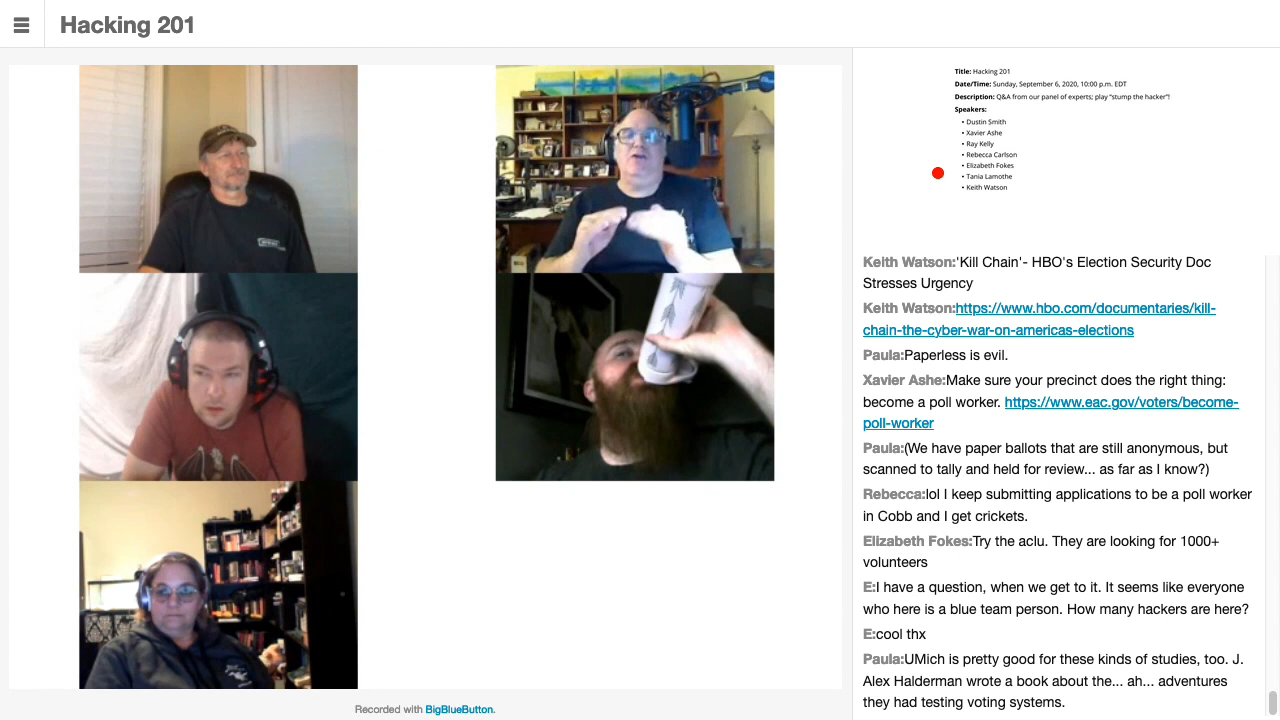 Hacking 201
Title: Hacking 201
Date/Time: Sunday, September 6, 2020, 10:00 p.m. EDT
Description: Q&A from our panel of experts; play "stump the hacker"!
Speakers:
• Dustin Smith
• Xavier Ashe
• Ray Kelly
• Rebecca Carlson
• Elizabeth Fokes
• Tania Lamothe
• Keith Watson
Keith Watson:'Kill Chain'- HBO's Election Security Doc
Stresses Urgency
Keith Watson:https://www.hbo.com/documentaries/kill-
chain-the-cyber-war-on-americas-elections
Paula:Paperless is evil.
Xavier Ashe:Make sure your precinct does the right thing:
become a poll worker. https://www.eac.gov/voters/become-
poll-worker
Paula:(We have paper ballots that are still anonymous, but
scanned to tally and held for review... as far as I know?)
Rebecca:lol I keep submitting applications to be a poll worker
in Cobb and I get crickets.
Elizabeth Fokes:Try the aclu. They are looking for 1000+
volunteers
E:I have a question, when we get to it. It seems like everyone
who here is a blue team person. How many hackers are here?
E:cool thx
Paula:UMich is pretty good for these kinds of studies, too. J.
Alex Halderman wrote a book about the... ah... adventures
they had testing voting systems.
Recorded with BigBlueButton.